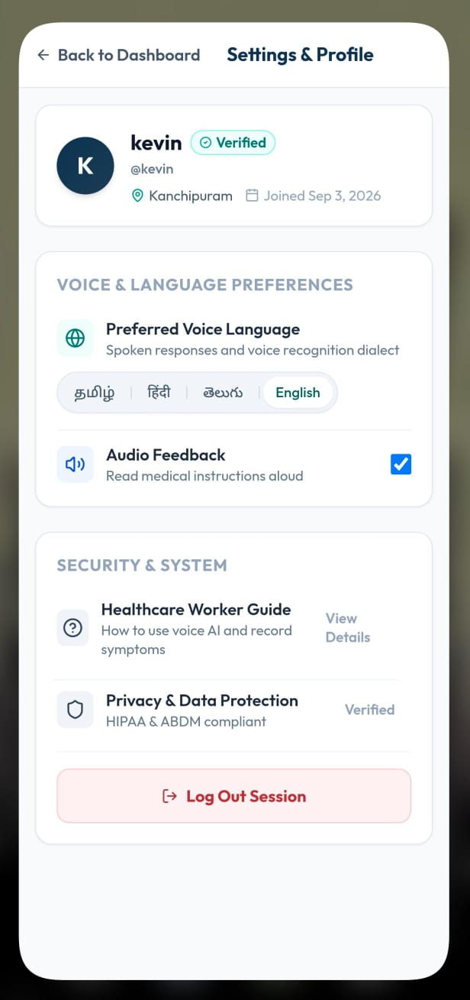 Back to Dashboard Settings & Profile
K
kevin Verified
@kevin
Kanchipuram Joined Sep 3, 2026
VOICE & LANGUAGE PREFERENCES
Preferred Voice Language
Spoken responses and voice recognition dialect
தமிழ் हिंदी తెలుగు English
Audio Feedback
Read medical instructions aloud
SECURITY & SYSTEM
Healthcare Worker Guide
How to use voice AI and record
symptoms
View
Details
Privacy & Data Protection
HIPAA & ABDM compliant
Verified
Log Out Session